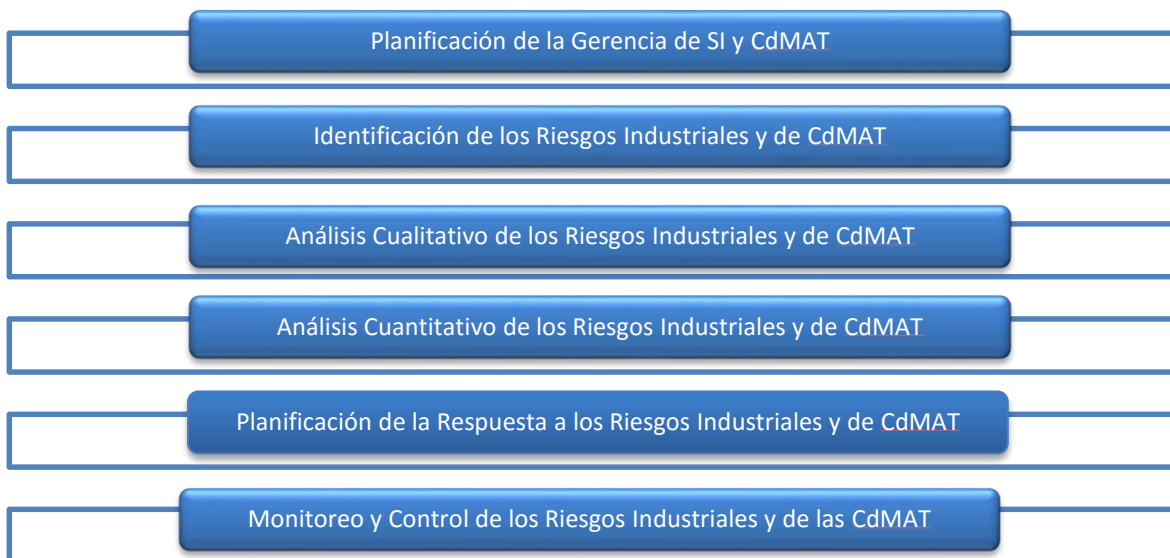 Planificación de la Gerencia de SI y CdMAT
Identificación de los Riesgos Industriales y de CdMAT
Análisis Cualitativo de los Riesgos Industriales y de CdMAT
Análisis Cuantitativo de los Riesgos Industriales y de CdMAT
Planificación de la Respuesta a los Riesgos Industriales y de CdMAT
Monitoreo y Control de los Riesgos Industriales y de las CdMAT